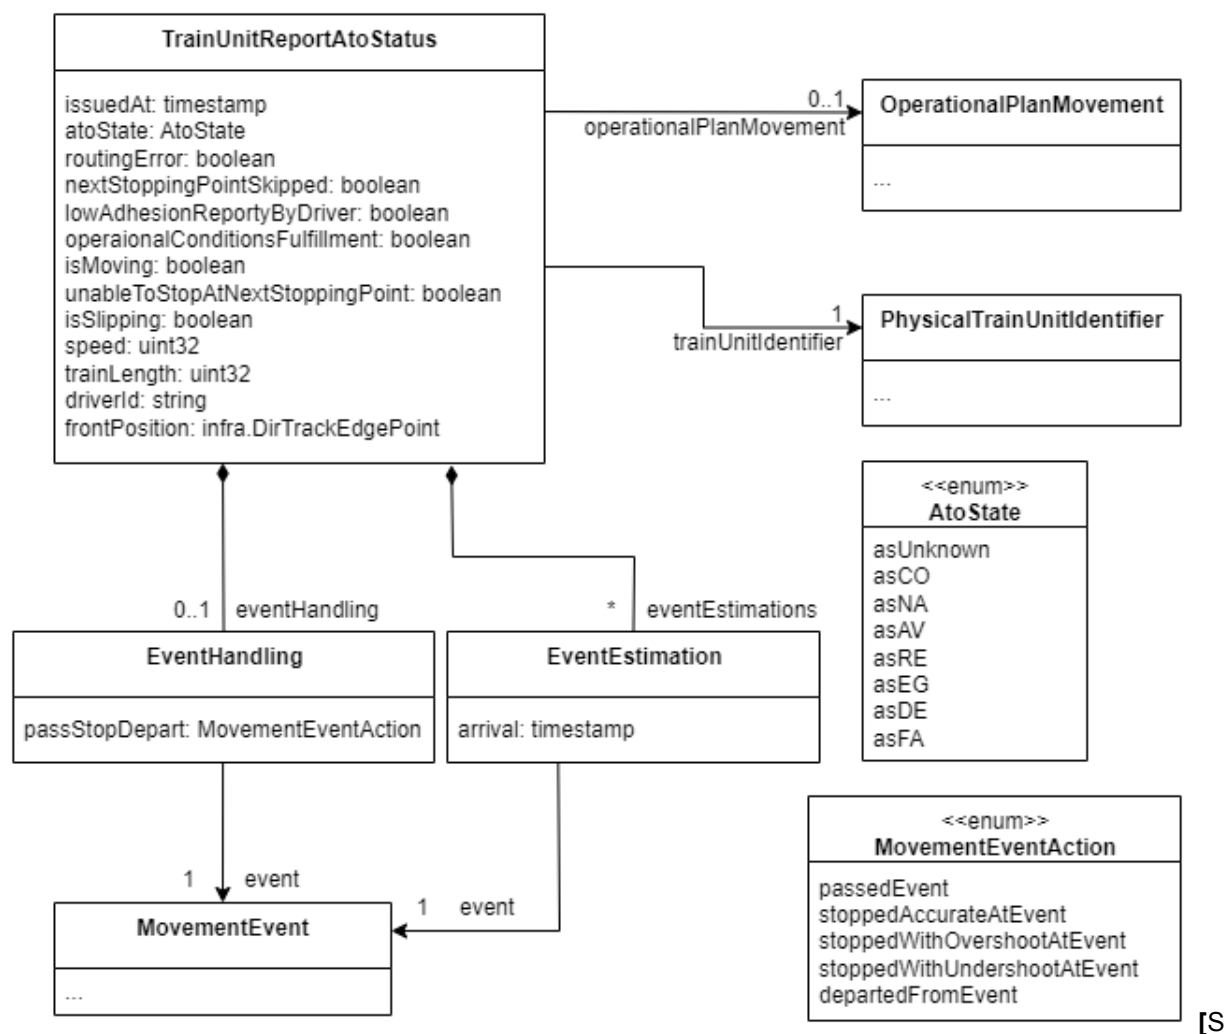 TrainUnitReportAtoStatus
issuedAt: timestamp
atoState: AtoState
routingError: boolean
nextStoppingPointSkipped: boolean
lowAdhesionReportyByDriver: boolean
operaionalConditionsFulfillment: boolean
isMoving: boolean
unableToStopAtNextStoppingPoint: boolean
isSlipping: boolean
speed: uint32
trainLength: uint32
driverId: string
frontPosition: infra.DirTrackEdgePoint
0..1
operationalPlanMovement
OperationalPlanMovement
...
1
trainUnitIdentifier
PhysicalTrainUnitIdentifier
...
<<enum>>
AtoState
asUnknown
asCO
asNA
asAV
asRE
asEG
asDE
asFA
0..1 eventHandling
* eventEstimations
EventHandling
passStopDepart: MovementEventAction
EventEstimation
arrival: timestamp
1 event
1 event
MovementEvent
...
<<enum>>
MovementEventAction
passedEvent
stoppedAccurateAtEvent
stoppedWithOvershootAtEvent
stoppedWithUndershootAtEvent
departedFromEvent
[S